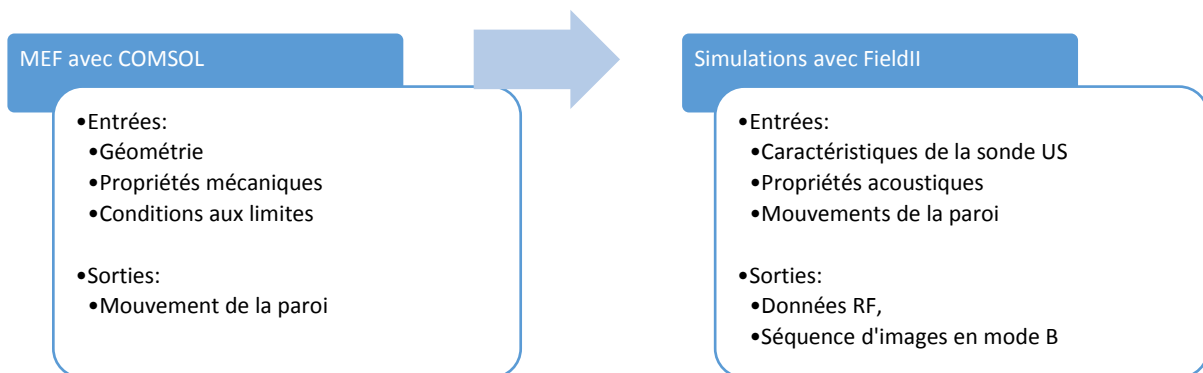 MEF avec COMSOL
•Entrées:
•Géométrie
•Propriétés mécaniques
•Conditions aux limites
•Sorties:
•Mouvement de la paroi
Simulations avec FieldII
•Entrées:
•Caractéristiques de la sonde US
•Propriétés acoustiques
•Mouvements de la paroi
•Sorties:
•Données RF,
•Séquence d'images en mode B